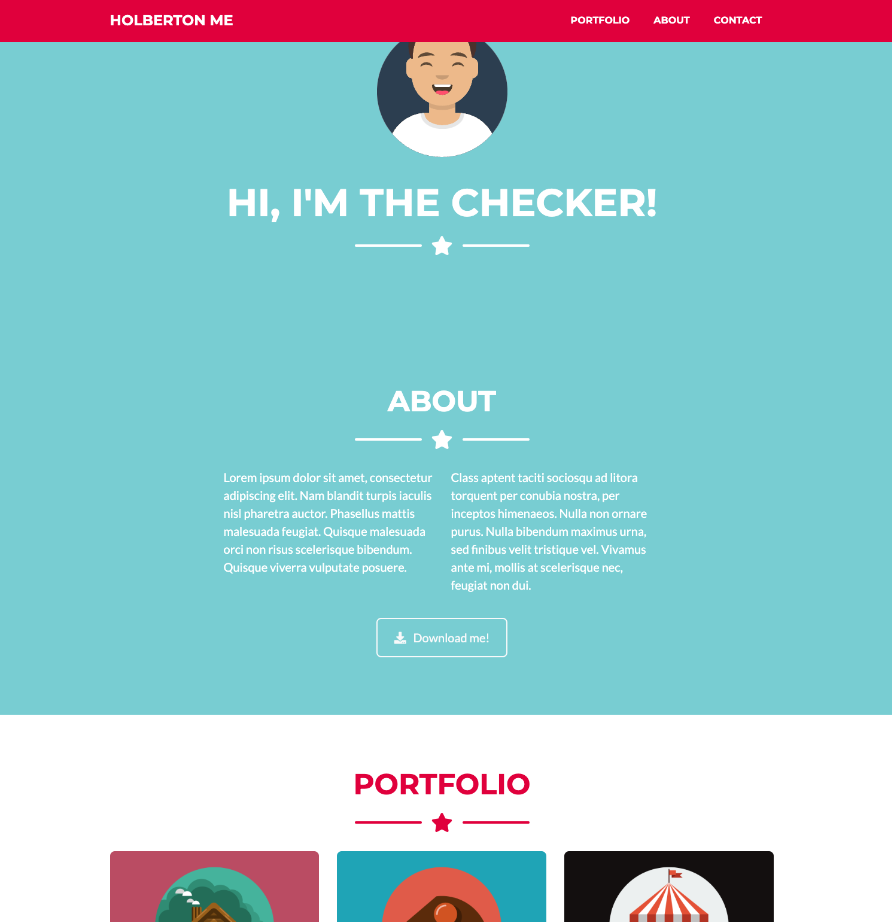 HOLBERTON ME
PORTFOLIO
ABOUT
CONTACT
HI, I'M THE CHECKER!
ABOUT
Lorem ipsum dolor sit amet, consectetur
adipiscing elit. Nam blandit turpis iaculis
nisl pharetra auctor. Phasellus mattis
malesuada feugiat. Quisque malesuada
orci non risus scelerisque bibendum.
Quisque viverra vulputate posuere.
Class aptent taciti sociosqu ad litora
torquent per conubia nostra, per
inceptos himenaeos. Nulla non ornare
purus. Nulla bibendum maximus urna,
sed finibus velit tristique vel. Vivamus
ante mi, mollis at scelerisque nec,
feugiat non dui.
Download me!
PORTFOLIO